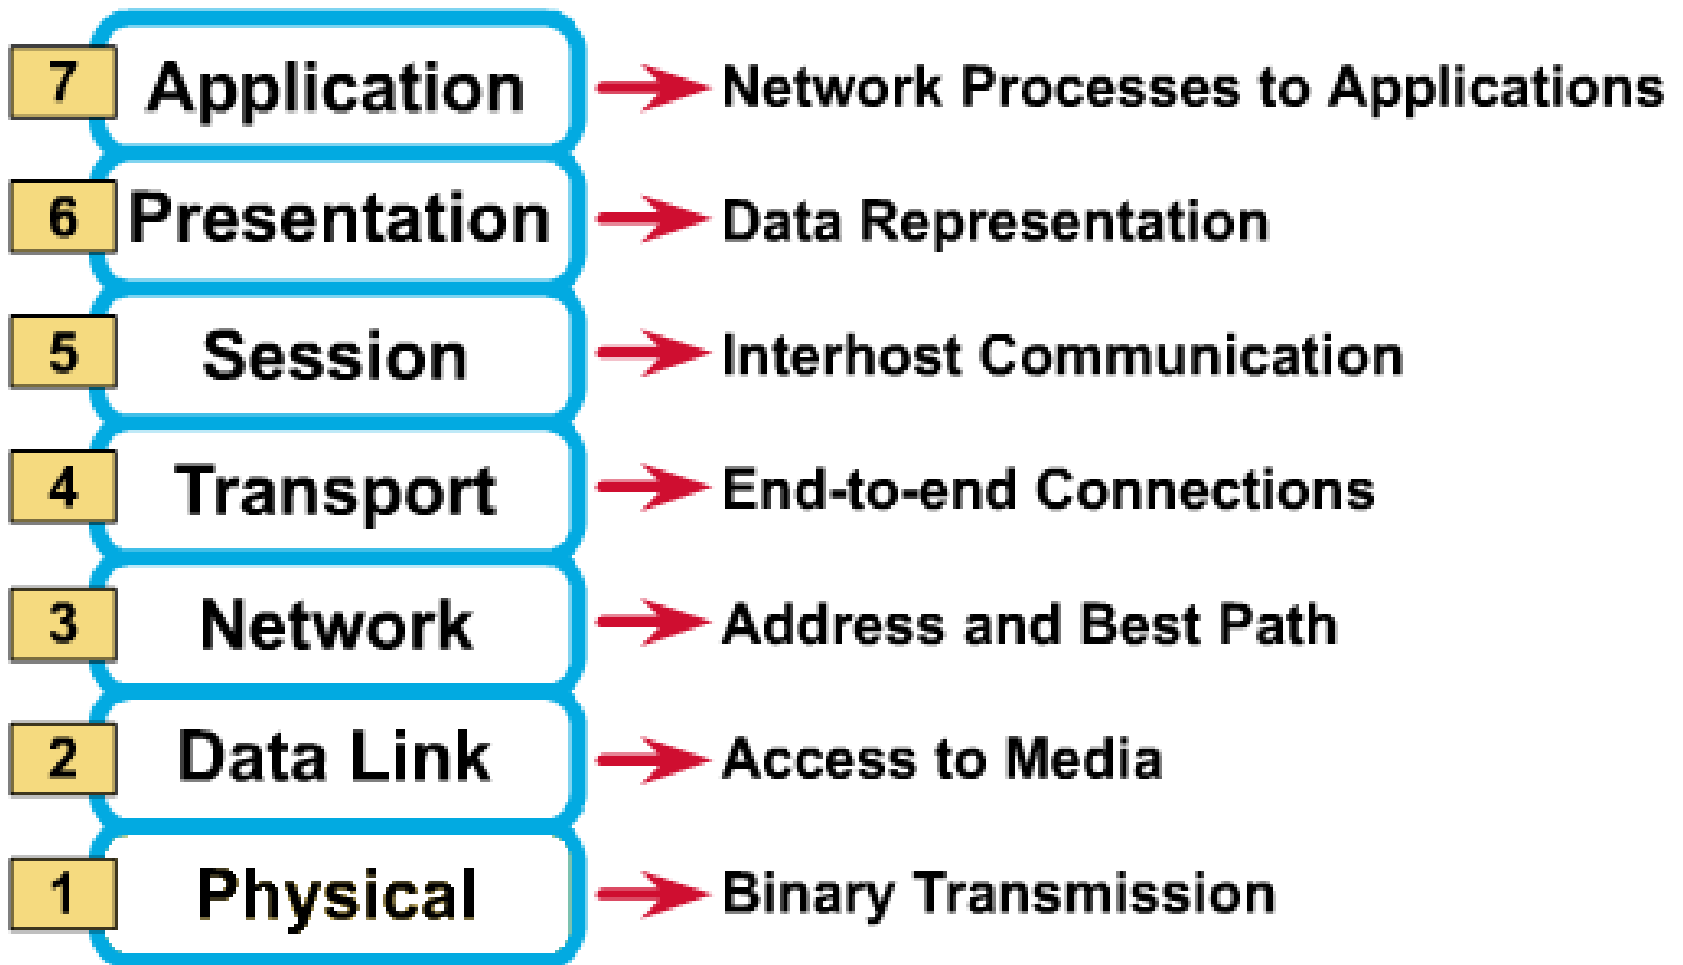 7 Application Network Processes to Applications
6 Presentation Data Representation
5 Session Interhost Communication
4 Transport End-to-end Connections
3 Network Address and Best Path
2 Data Link Access to Media
1 Physical Binary Transmission